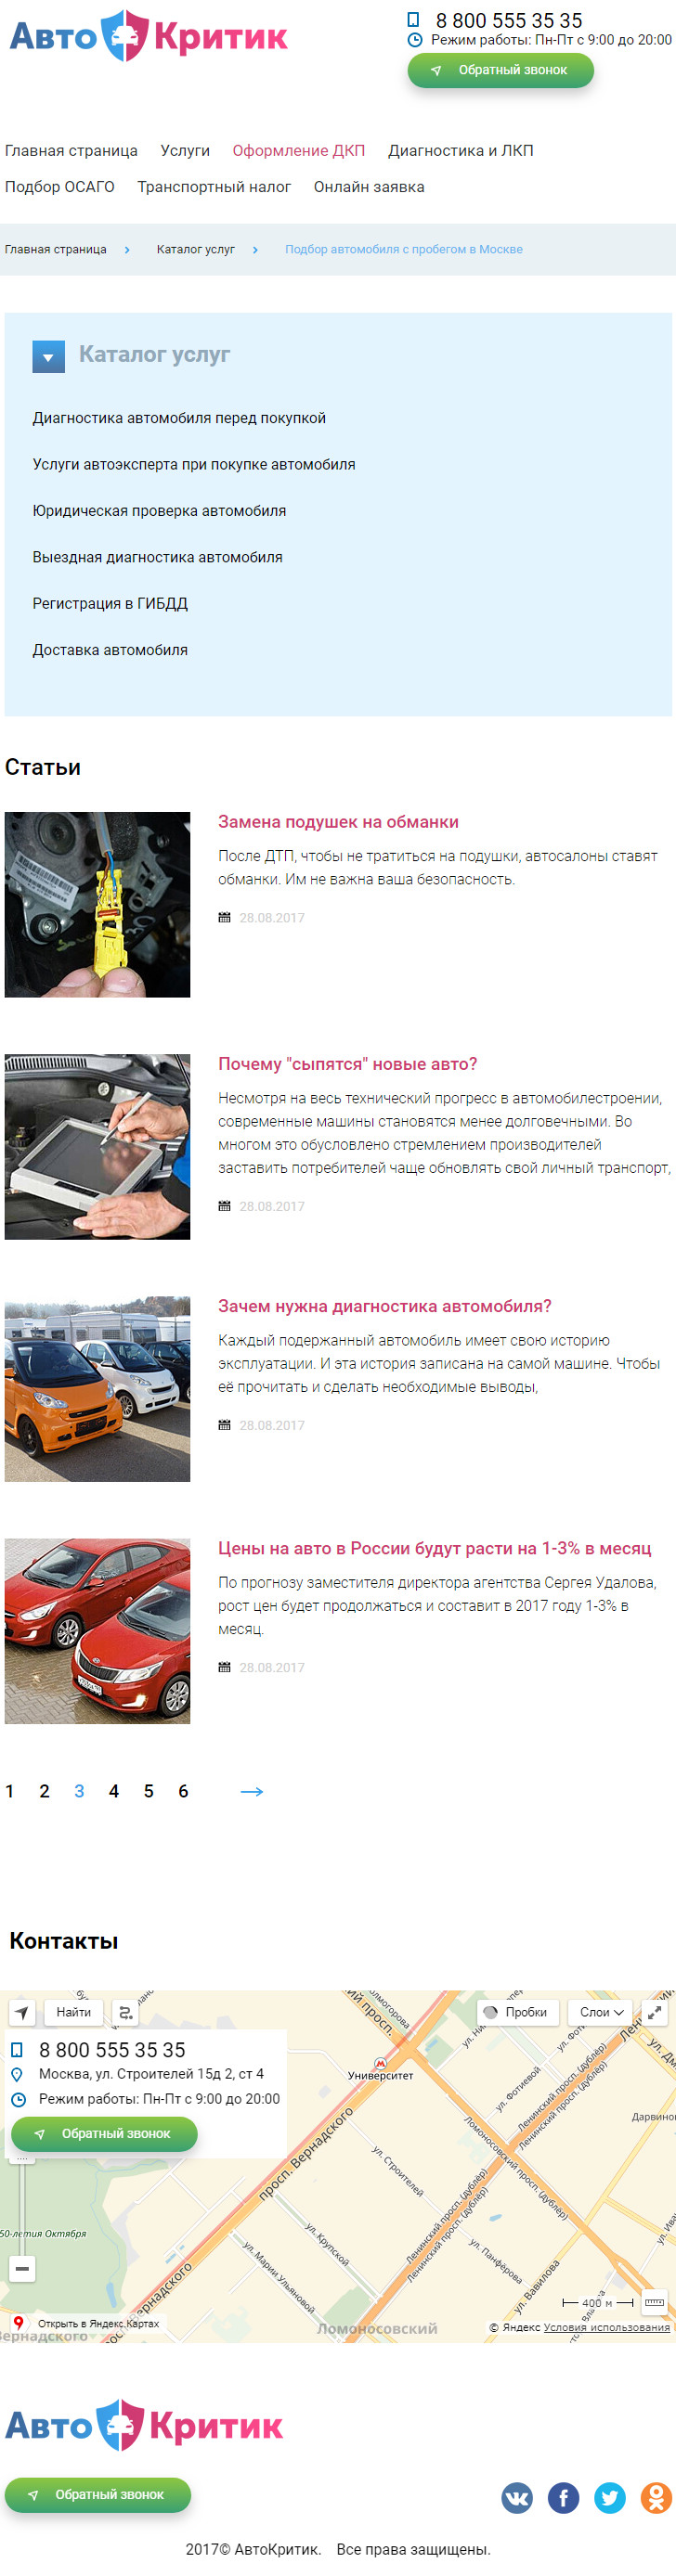 АвтоКритик
8 800 555 35 35
Режим работы: Пн-Пт с 9:00 до 20:00
Обратный звонок
Главная страница Услуги Оформление ДКП Диагностика и ЛКП
Подбор ОСАГО Транспортный налог Онлайн заявка
Главная страница Каталог услуг Подбор автомобиля с пробегом в Москве
Каталог услуг
Диагностика автомобиля перед покупкой
Услуги автоэксперта при покупке автомобиля
Юридическая проверка автомобиля
Выездная диагностика автомобиля
Регистрация в ГИБДД
Доставка автомобиля
Статьи
Замена подушек на обманки
После ДТП, чтобы не тратиться на подушки, автосалоны ставят
обманки. Им не важна ваша безопасность.
28.08.2017
Почему "сыпятся" новые авто?
Несмотря на весь технический прогресс в автомобилестроении,
современные машины становятся менее долговечными. Во
многом это обусловлено стремлением производителей
заставить потребителей чаще обновлять свой личный транспорт,
28.08.2017
Зачем нужна диагностика автомобиля?
Каждый подержанный автомобиль имеет свою историю
эксплуатации. И эта история записана на самой машине. Чтобы
её прочитать и сделать необходимые выводы,
28.08.2017
Цены на авто в России будут расти на 1-3% в месяц
По прогнозу заместителя директора агентства Сергея Удалова,
рост цен будет продолжаться и составит в 2017 году 1-3% в
месяц.
28.08.2017
1 2 3 4 5 6
Контакты
Найти Пробки Слои
8 800 555 35 35
Москва, ул. Строителей 15д 2, ст 4
Режим работы: Пн-Пт с 9:00 до 20:00
Обратный звонок
Университет
просп. Вернадского
ул. Строителей
ул. Фотиевой
Ленинский просп. (дублёр)
Ленинский просп. (дублёр)
Ломоносовский просп. (дублёр)
Ленинский просп. (дублёр)
Ленинский просп. (дублёр)
50-летия Октября
ул. Крупской
ул. Марии Ульяновой
ул. Панфёрова
ул. Вавилова
400 м
Открыть в Яндекс.Картах
Ломоносовский
© Яндекс Условия использования
АвтоКритик
Обратный звонок
2017© АвтоКритик. Все права защищены.